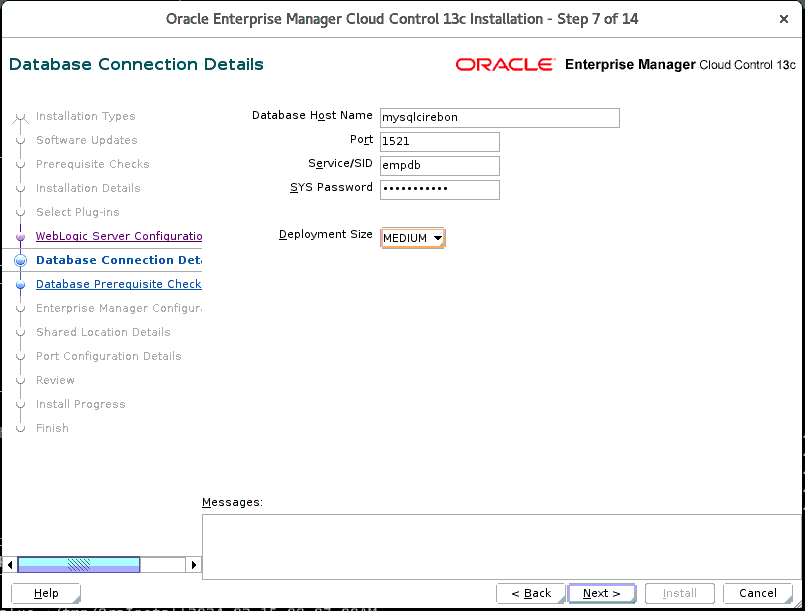 Oracle Enterprise Manager Cloud Control 13c Installation - Step 7 of 14
Database Connection Details
ORACLE Enterprise Manager Cloud Control 13c
Installation Types
Software Updates
Prerequisite Checks
Installation Details
Select Plug-ins
WebLogic Server Configuratio
Database Connection Deta
Database Prerequisite Check
Enterprise Manager Configura
Shared Location Details
Port Configuration Details
Review
Install Progress
Finish
Database Host Name mysqlcirebon
Port 1521
Service/SID empdb
SYS Password •••••••••••
Deployment Size MEDIUM
Messages:
Help
< Back
Next >
Install
Cancel